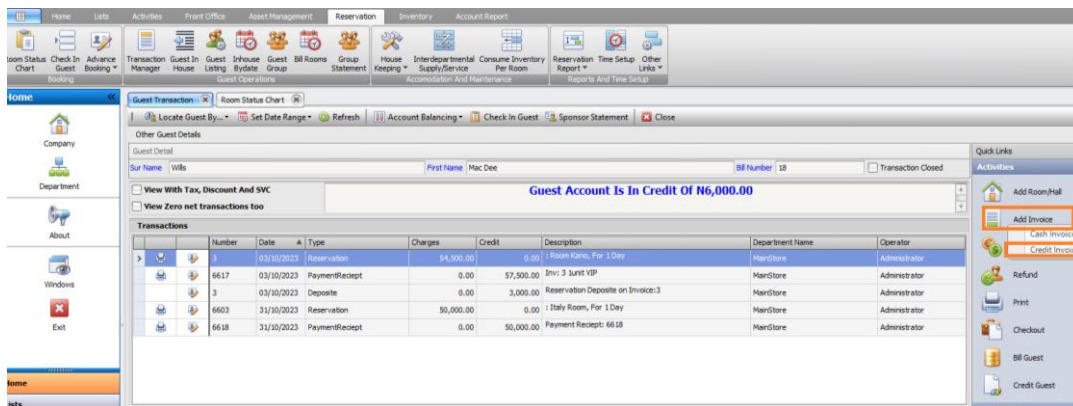 Home Lists Activities Front Office Asset Management Reservation Inventory Account Report
oom Status Chart
Check In Guest
Advance Booking
Transaction Manager
Guest In House
Guest Listing
Inhouse Bydate
Guest Group
Bill Rooms
Group Statement
House Keeping
Interdepartmental Supply/Service
Consume Inventory Per Room
Reservation Report
Time Setup
Other Links
Booking
Guest Operations
Accomodation And Maintenance
Reports And Time Setup
Home
Company
Department
About
Windows
Exit
Home
Lists
Guest Transaction Room Status Chart
Locate Guest By... Set Date Range Refresh Account Balancing Check In Guest Sponsor Statement Close
Other Guest Details
Guest Detail
Sur Name Wills First Name Mac Dee Bill Number 18 Transaction Closed
View With Tax, Discount And SVC
View Zero net transactions too
Guest Account Is In Credit Of N6,000.00
Transactions
Number Date Type Charges Credit Description Department Name Operator
3 03/10/2023 Reservation 54,500.00 0.00 : Room Kano, For 1 Day MainStore Administrator
6617 03/10/2023 PaymentReciept 0.00 57,500.00 Inv: 3 1unit VIP MainStore Administrator
3 03/10/2023 Deposite 0.00 3,000.00 Reservation Deposite on Invoice:3 MainStore Administrator
6603 31/10/2023 Reservation 50,000.00 0.00 : Italy Room, For 1 Day MainStore Administrator
6618 31/10/2023 PaymentReciept 0.00 50,000.00 Payment Reciept: 6618 MainStore Administrator
Quick Links
Activities
Add Room/Hall
Add Invoice
Cash Invoice
Credit Invoi
Refund
Print
Checkout
Bill Guest
Credit Guest